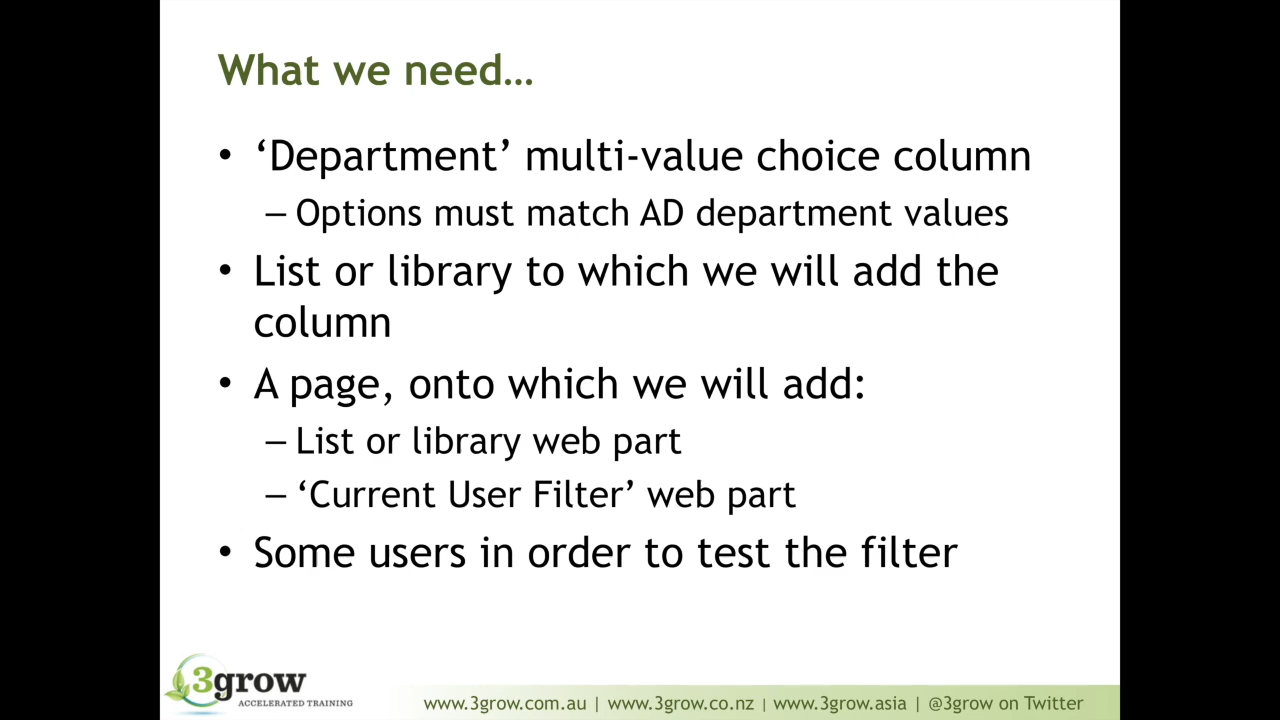 What we need…
• ‘Department’ multi-value choice column
– Options must match AD department values
• List or library to which we will add the
column
• A page, onto which we will add:
– List or library web part
– ‘Current User Filter’ web part
• Some users in order to test the filter
3grow
ACCELERATED TRAINING
www.3grow.com.au | www.3grow.co.nz | www.3grow.asia | @3grow on Twitter